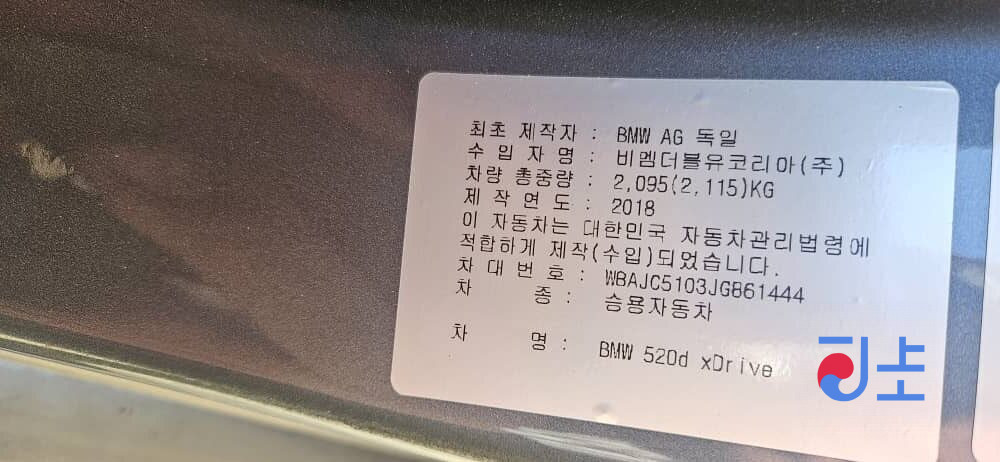 최초 제작자 : BMW AG 독일
수 입 자 명 : 비엠더블유코리아(주)
차량 총중량 : 2,095(2,115)KG
제 작 연 도 : 2018
이 자동차는 대한민국 자동차관리법령에
적합하게 제작(수입)되었습니다.
차 대 번 호 : WBAJC5103JG861444
차 종 : 승용자동차
차 명 : BMW 520d xDrive